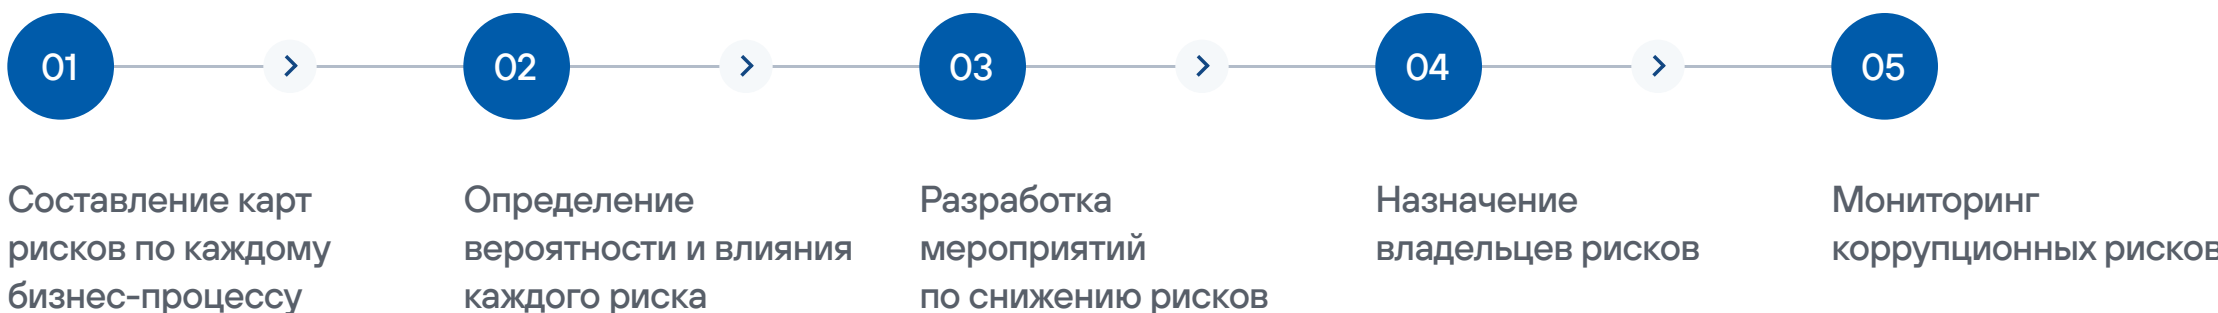 01
02
03
04
05
Составление карт
рисков по каждому
бизнес-процессу
Определение
вероятности и влияния
каждого риска
Разработка
мероприятий
по снижению рисков
Назначение
владельцев рисков
Мониторинг
коррупционных рисков